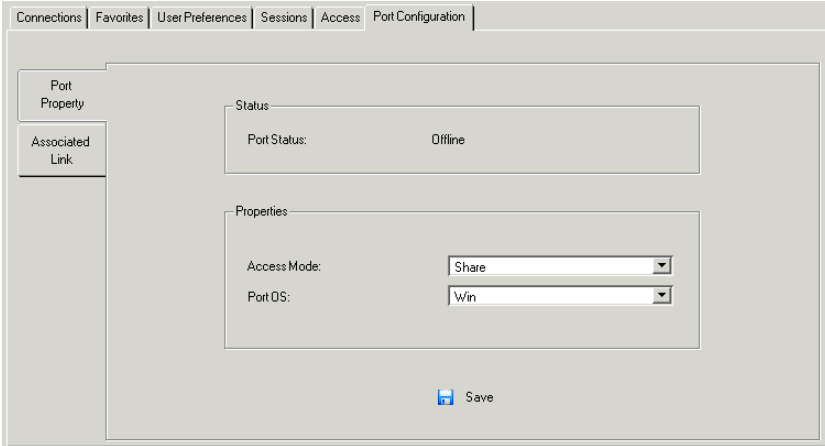 Connections Favorites User Preferences Sessions Access Port Configuration
Port
Property
Associated
Link
Status
Port Status: Offline
Properties
Access Mode: Share
Port OS: Win
Save